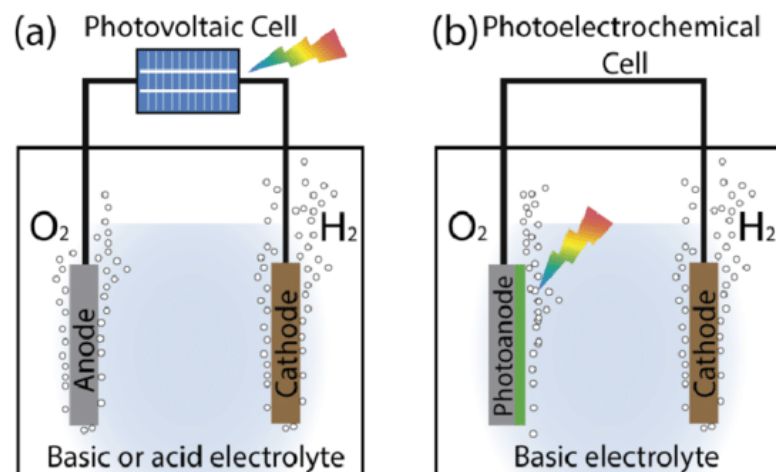 (a) Photovoltaic Cell
O₂
H₂
Anode
Cathode
Basic or acid electrolyte
(b) Photoelectrochemical
Cell
O₂
H₂
Photoanode
Cathode
Basic electrolyte